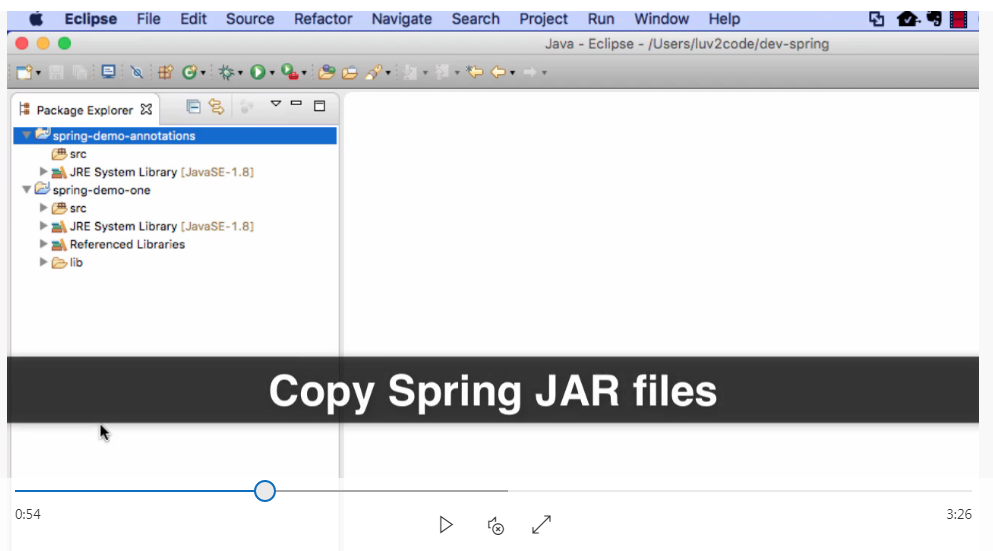 Eclipse File Edit Source Refactor Navigate Search Project Run Window Help
Java - Eclipse - /Users/luv2code/dev-spring
Package Explorer
spring-demo-annotations
src
JRE System Library [JavaSE-1.8]
spring-demo-one
src
JRE System Library [JavaSE-1.8]
Referenced Libraries
lib
Copy Spring JAR files
0:54 3:26